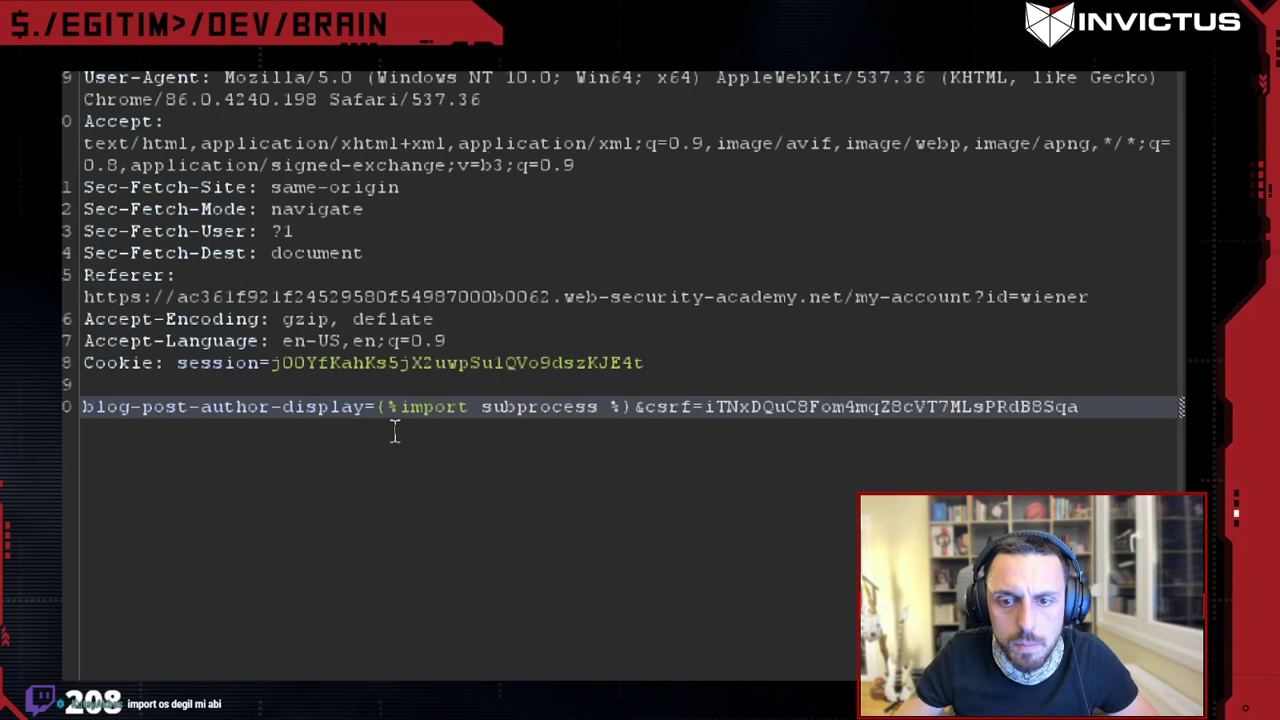 $./EGITIM>/DEV/BRAIN
INVICTUS
9 User-Agent: Mozilla/5.0 (Windows NT 10.0; Win64; x64) AppleWebKit/537.36 (KHTML, like Gecko)
Chrome/86.0.4240.198 Safari/537.36
0 Accept:
text/html,application/xhtml+xml,application/xml;q=0.9,image/avif,image/webp,image/apng,*/*;q=
0.8,application/signed-exchange;v=b3;q=0.9
1 Sec-Fetch-Site: same-origin
2 Sec-Fetch-Mode: navigate
3 Sec-Fetch-User: ?1
4 Sec-Fetch-Dest: document
5 Referer:
https://ac361f921f24529580f54987000b0062.web-security-academy.net/my-account?id=wiener
6 Accept-Encoding: gzip, deflate
7 Accept-Language: en-US,en;q=0.9
8 Cookie: session=j00YfKahKs5jX2uwpSu1QVo9dszKJE4t
9
0 blog-post-author-display={%import subprocess %}&csrf=iTNxDQuC8Fom4mqZ8cVT7MLsPRdB8Sqa
208 import os degil mi abi